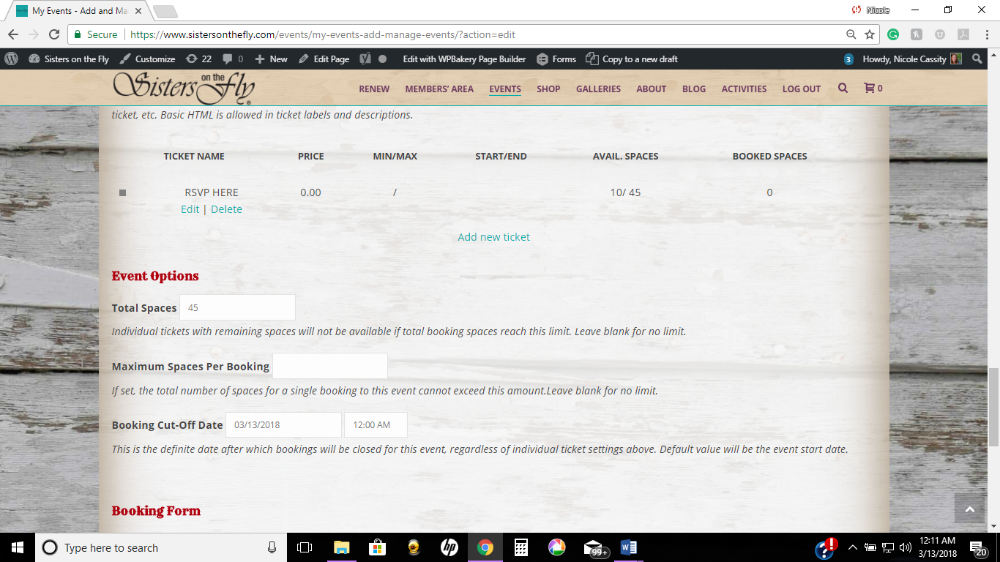 My Events - Add and Ma
Nicole
Secure
https://www.sistersonthefly.com/events/my-events-add-manage-events/?action=edit
Sisters on the Fly
Customize
22
0
New
Edit Page
Edit with WPBakery Page Builder
Forms
Copy to a new draft
3
Howdy, Nicole Cassity
Sisters on the Fly
RENEW
MEMBERS' AREA
EVENTS
SHOP
GALLERIES
ABOUT
BLOG
ACTIVITIES
LOG OUT
0
ticket, etc. Basic HTML is allowed in ticket labels and descriptions.
TICKET NAME PRICE MIN/MAX START/END AVAIL. SPACES BOOKED SPACES
RSVP HERE 0.00 / 10/ 45 0
Edit | Delete
Add new ticket
Event Options
Total Spaces 45
Individual tickets with remaining spaces will not be available if total booking spaces reach this limit. Leave blank for no limit.
Maximum Spaces Per Booking
If set, the total number of spaces for a single booking to this event cannot exceed this amount.Leave blank for no limit.
Booking Cut-Off Date 03/13/2018 12:00 AM
This is the definite date after which bookings will be closed for this event, regardless of individual ticket settings above. Default value will be the event start date.
Booking Form
Type here to search
hp
99+
12:11 AM
3/13/2018
20